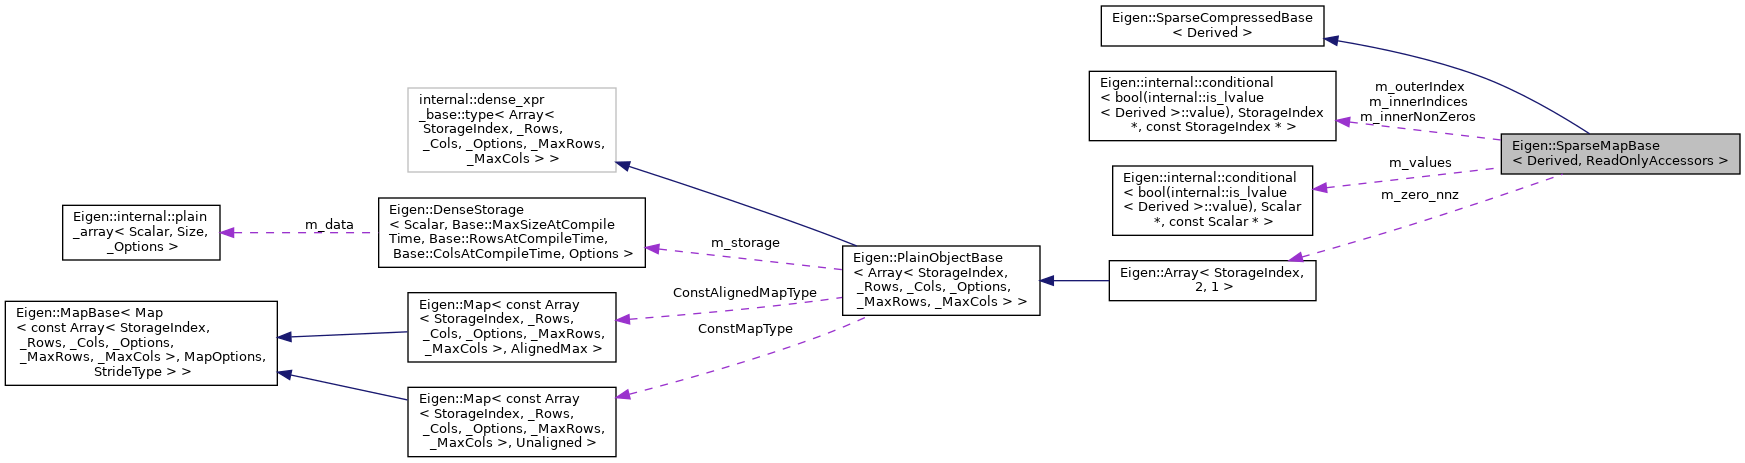 Eigen::SparseCompressedBase
< Derived >
Eigen::internal::conditional
< bool(internal::is_lvalue
< Derived >::value), StorageIndex
*, const StorageIndex * >
m_outerIndex
m_innerIndices
m_innerNonZeros
internal::dense_xpr
_base::type< Array<
StorageIndex, _Rows,
_Cols, _Options, _MaxRows,
_MaxCols > >
Eigen::SparseMapBase
< Derived, ReadOnlyAccessors >
Eigen::internal::conditional
< bool(internal::is_lvalue
< Derived >::value), Scalar
*, const Scalar * >
m_values
m_zero_nnz
Eigen::internal::plain
_array< Scalar, Size,
_Options >
m_data
Eigen::DenseStorage
< Scalar, Base::MaxSizeAtCompile
Time, Base::RowsAtCompileTime,
Base::ColsAtCompileTime, Options >
m_storage
Eigen::PlainObjectBase
< Array< StorageIndex,
_Rows, _Cols, _Options,
_MaxRows, _MaxCols > >
Eigen::Array< StorageIndex,
2, 1 >
ConstAlignedMapType
ConstMapType
Eigen::MapBase< Map
< const Array< StorageIndex,
_Rows, _Cols, _Options,
_MaxRows, _MaxCols >, MapOptions,
StrideType > >
Eigen::Map< const Array
< StorageIndex, _Rows,
_Cols, _Options, _MaxRows,
_MaxCols >, AlignedMax >
Eigen::Map< const Array
< StorageIndex, _Rows,
_Cols, _Options, _MaxRows,
_MaxCols >, Unaligned >